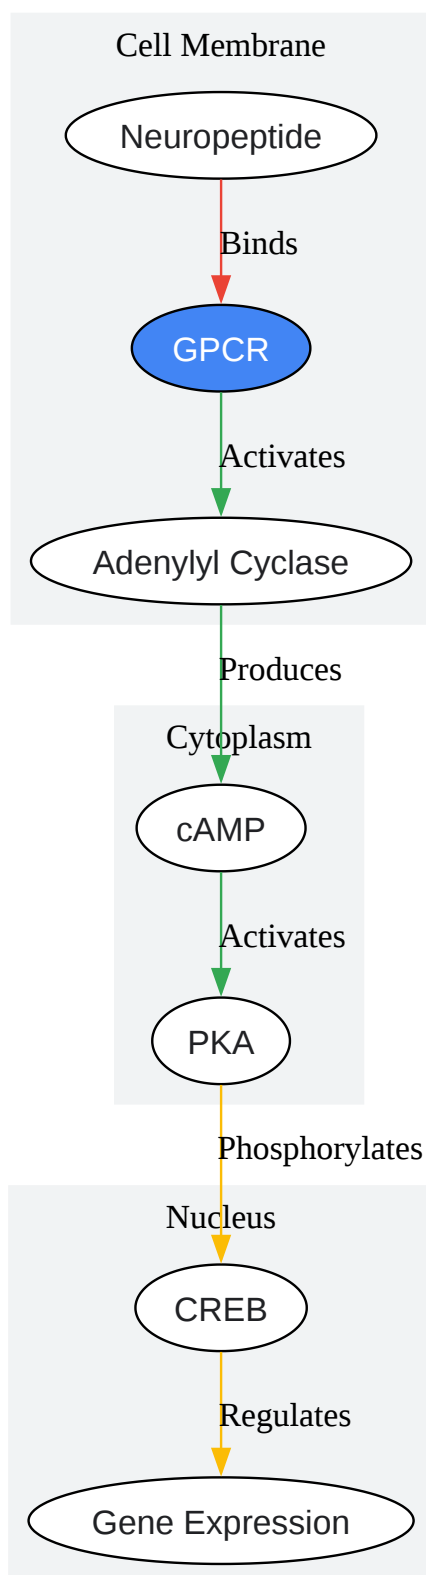 Cell Membrane
Neuropeptide
Binds
GPCR
Activates
Adenylyl Cyclase
Produces
Cytoplasm
cAMP
Activates
PKA
Phosphorylates
Nucleus
CREB
Regulates
Gene Expression